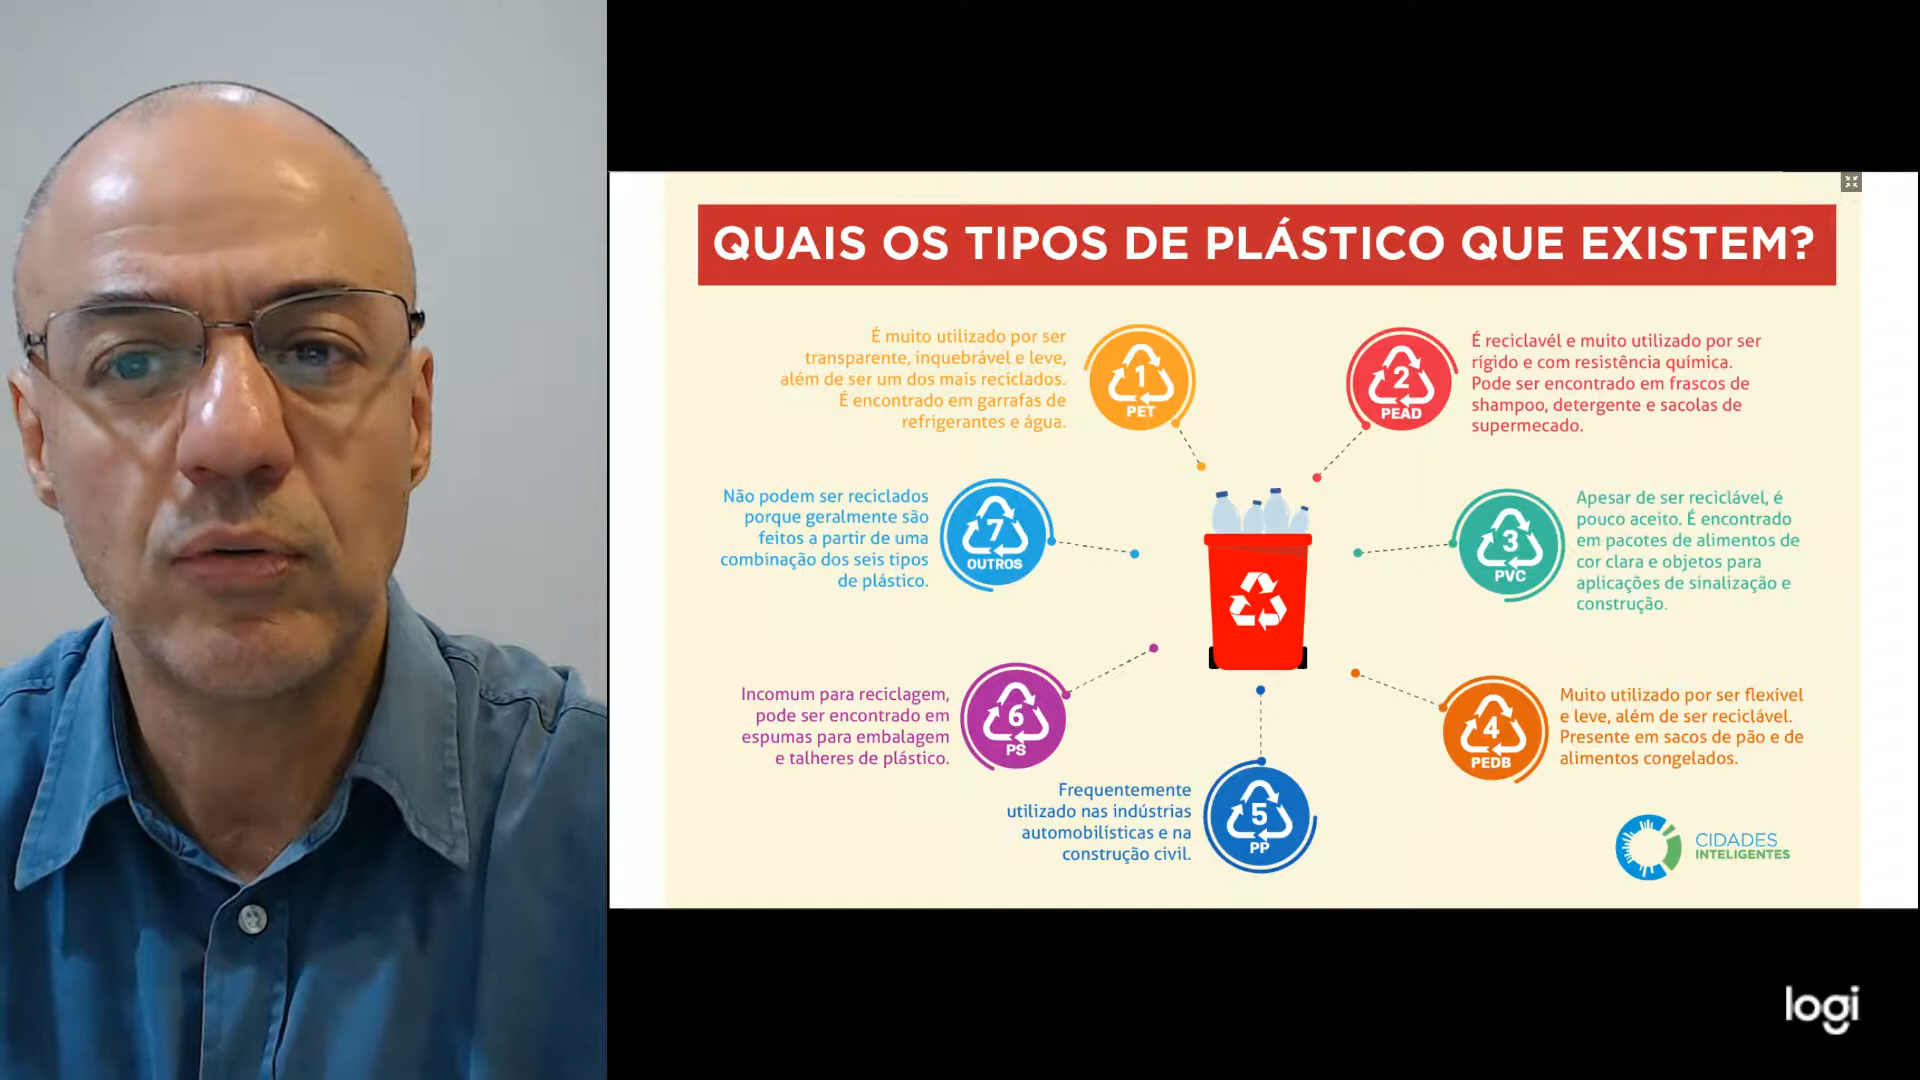 QUAIS OS TIPOS DE PLÁSTICO QUE EXISTEM?
É muito utilizado por ser
transparente, inquebrável e leve,
além de ser um dos mais reciclados.
É encontrado em garrafas de
refrigerantes e água.
1
PET
2
PEAD
É reciclavél e muito utilizado por ser
rígido e com resistência química.
Pode ser encontrado em frascos de
shampoo, detergente e sacolas de
supermecado.
Não podem ser reciclados
porque geralmente são
feitos a partir de uma
combinação dos seis tipos
de plástico.
7
OUTROS
3
PVC
Apesar de ser reciclável, é
pouco aceito. É encontrado
em pacotes de alimentos de
cor clara e objetos para
aplicações de sinalização e
construção.
Incomum para reciclagem,
pode ser encontrado em
espumas para embalagem
e talheres de plástico.
6
PS
4
PEDB
Muito utilizado por ser flexível
e leve, além de ser reciclável.
Presente em sacos de pão e de
alimentos congelados.
Frequentemente
utilizado nas indústrias
automobilísticas e na
construção civil.
5
PP
CIDADES
INTELIGENTES
logi